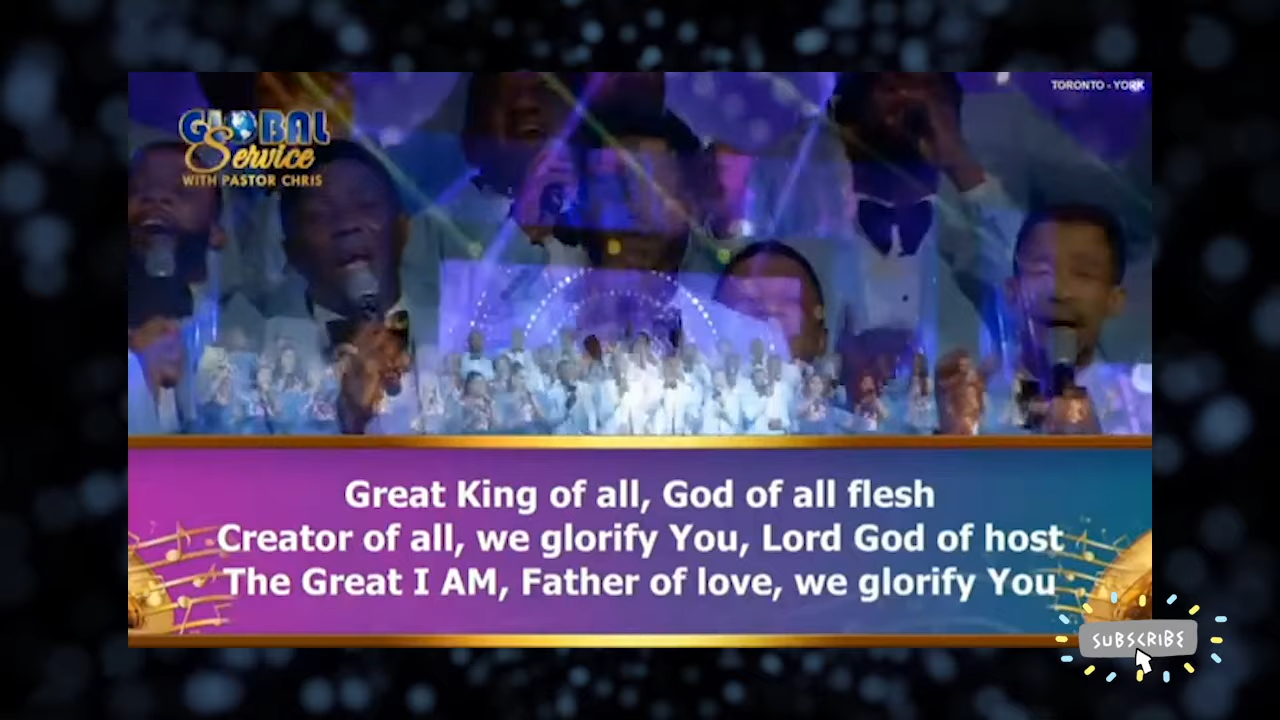 TORONTO - YORK
GLOBAL
Service
WITH PASTOR CHRIS
Great King of all, God of all flesh
Creator of all, we glorify You, Lord God of host
The Great I AM, Father of love, we glorify You
SUBSCRIBE